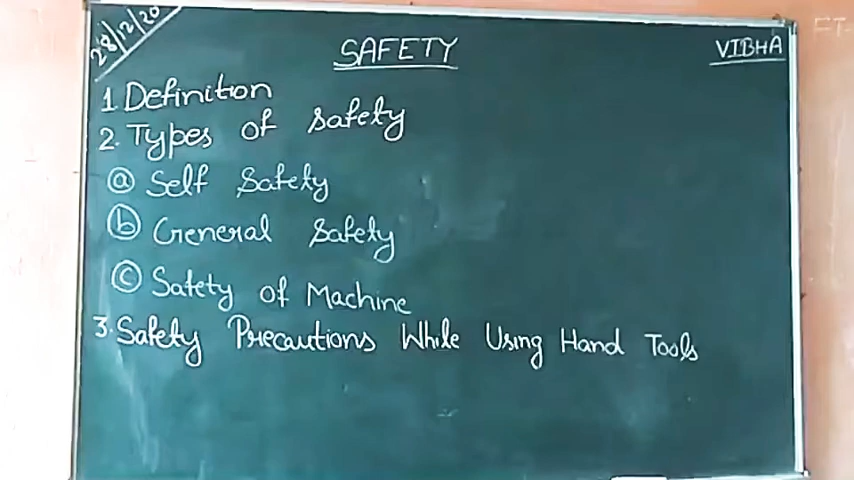 28/12/20
SAFETY
VIBHA
1. Definition
2. Types of safety
ⓐ Self Safety
ⓑ General Safety
ⓒ Safety of Machine
3. Safety Precautions While Using Hand Tools